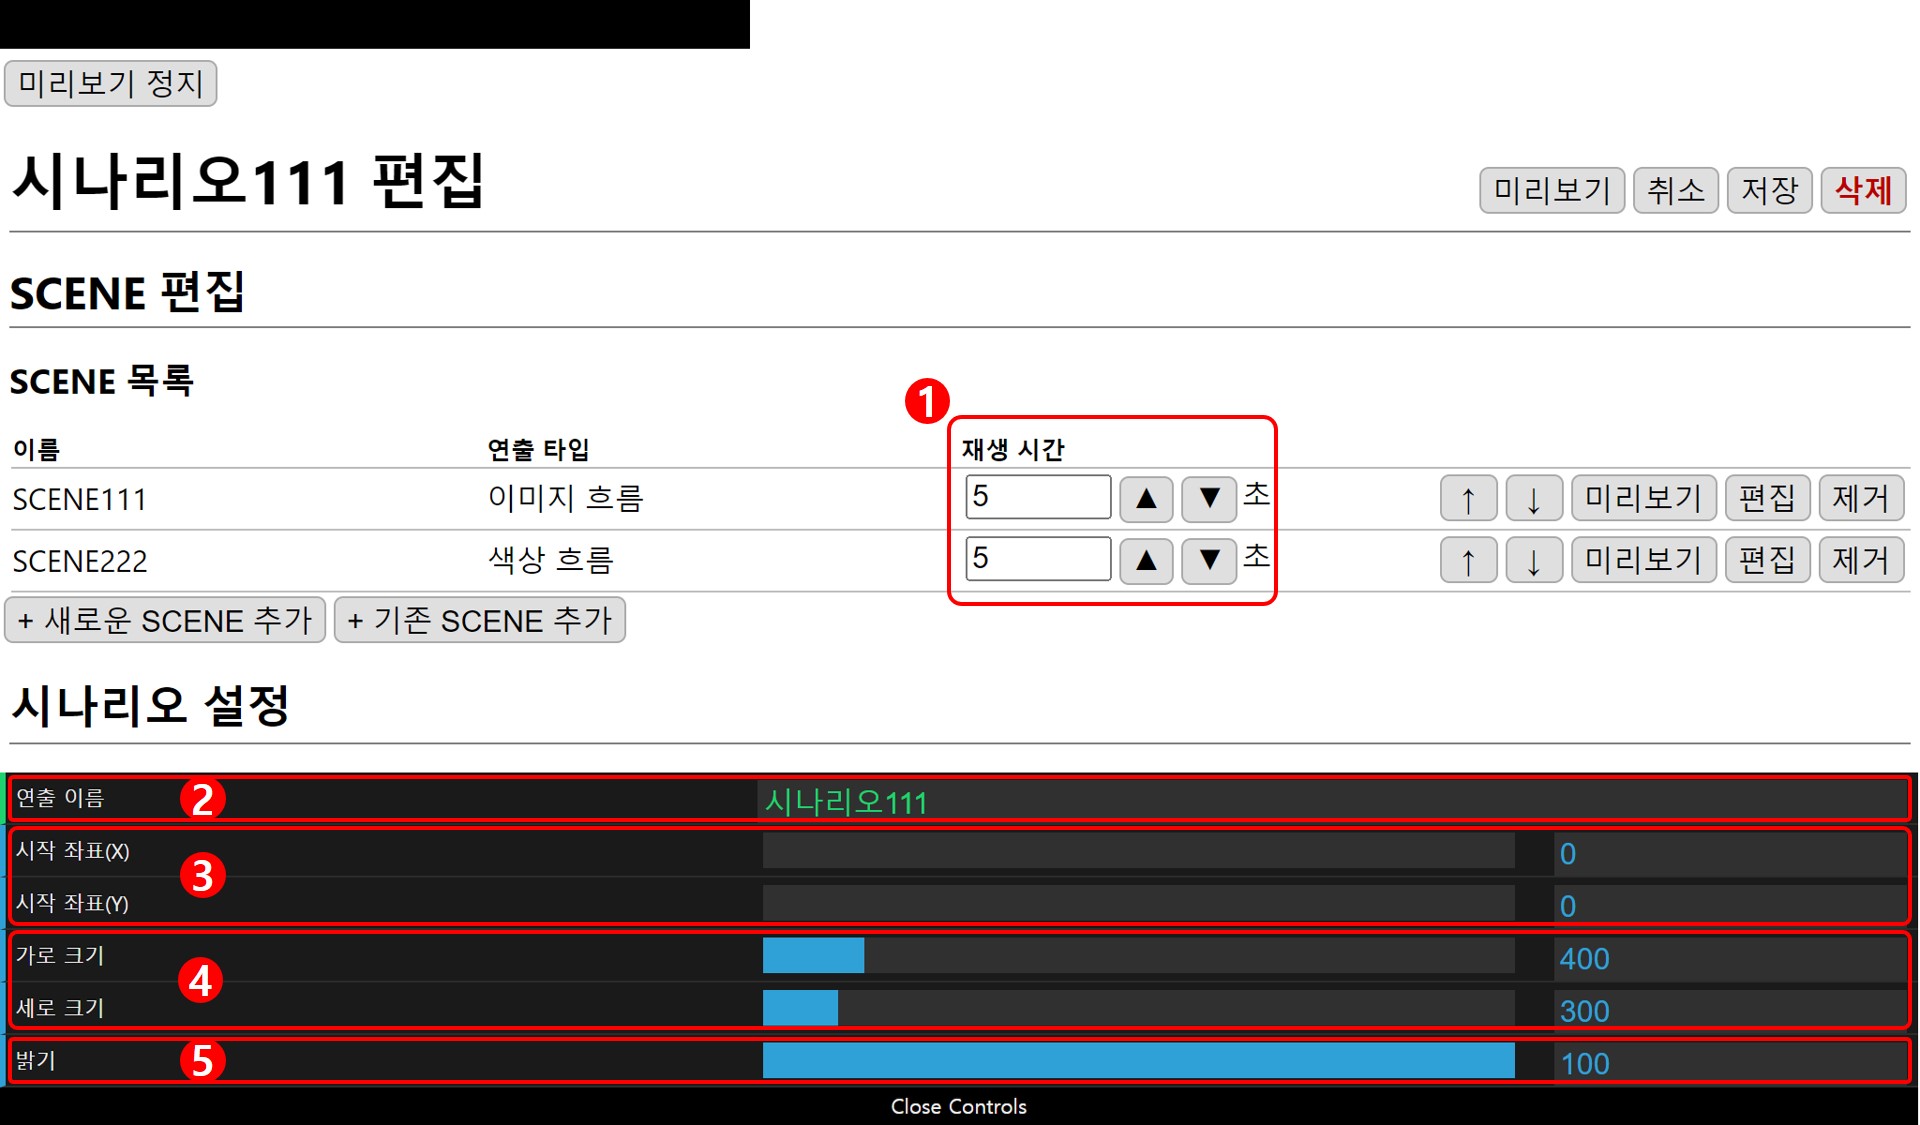 미리보기 정지
시나리오111 편집
미리보기 취소 저장 삭제
SCENE 편집
SCENE 목록
1
이름 연출 타입 재생 시간
SCENE111 이미지 흐름 5 ▲ ▼ 초 ↑ ↓ 미리보기 편집 제거
SCENE222 색상 흐름 5 ▲ ▼ 초 ↑ ↓ 미리보기 편집 제거
+ 새로운 SCENE 추가 + 기존 SCENE 추가
시나리오 설정
연출 이름 2 시나리오111
시작 좌표(X) 0
3
시작 좌표(Y) 0
가로 크기 400
4
세로 크기 300
밝기 5 100
Close Controls